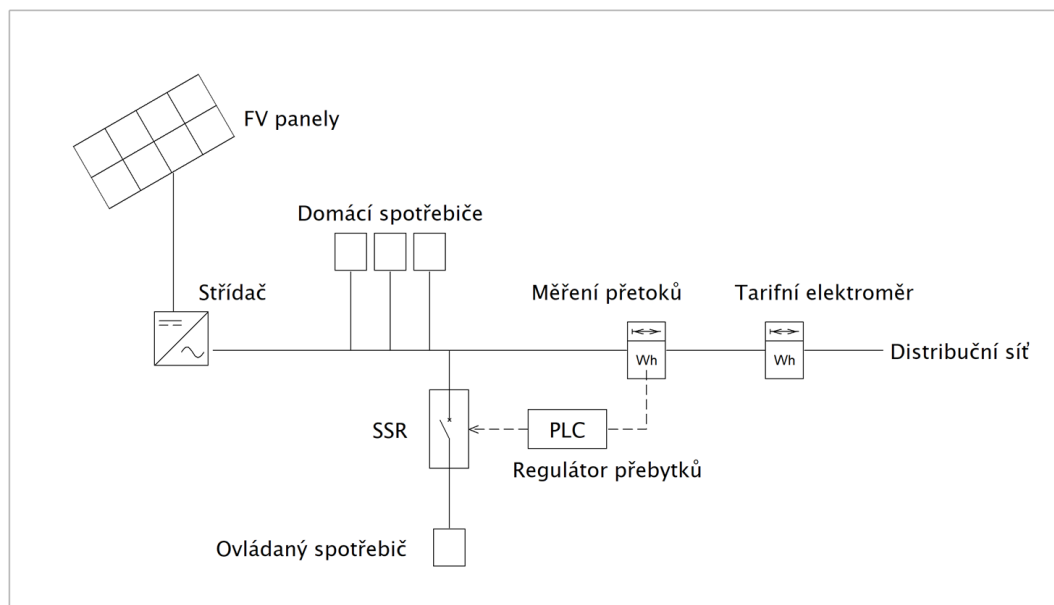 FV panely
Domácí spotřebiče
Střídač
Měření přetoků
Tarifní elektroměr
Wh
Wh
Distribuční síť
SSR
PLC
Regulátor přebytků
Ovládaný spotřebič